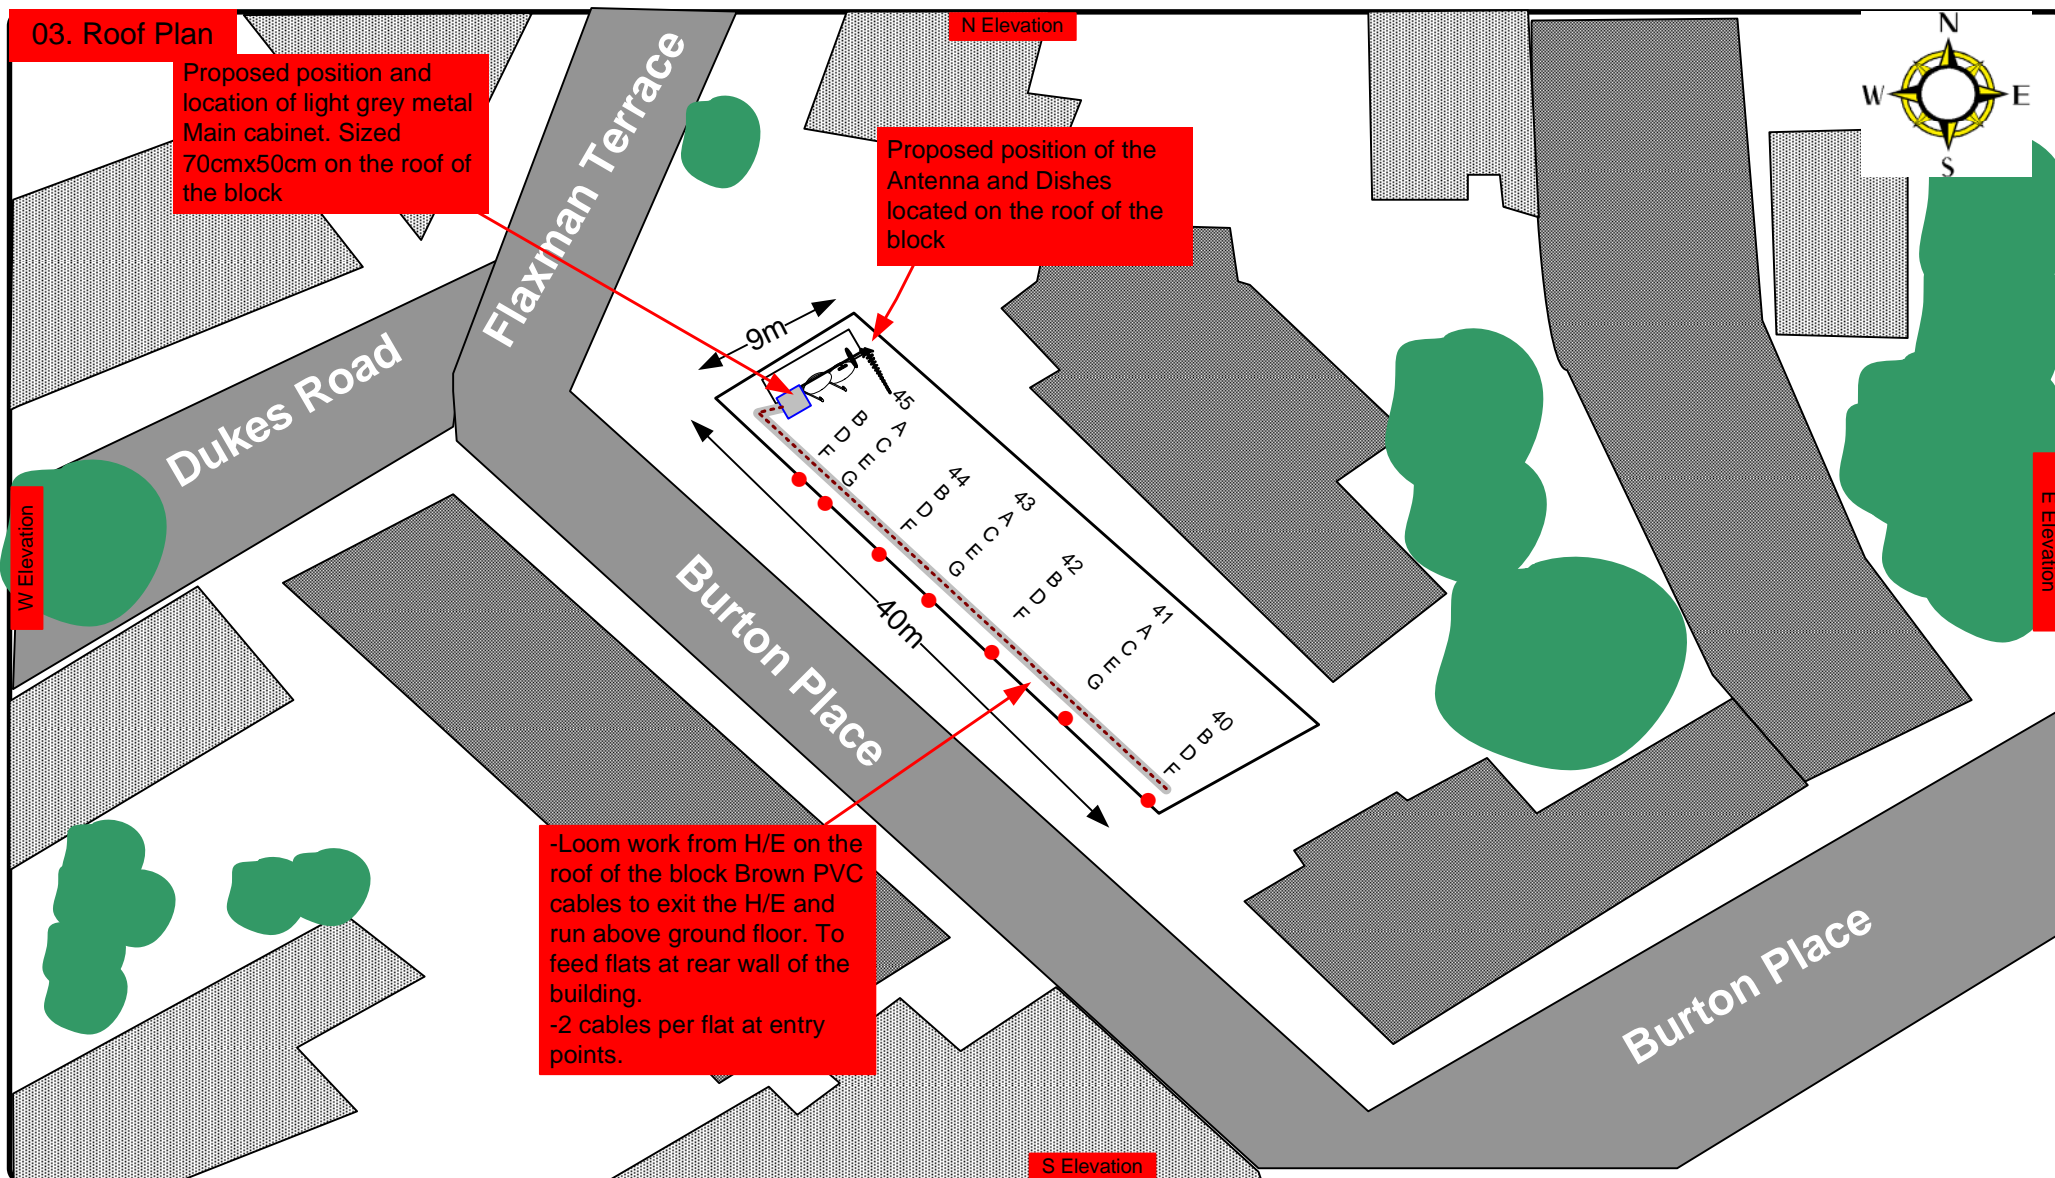 03. Roof Plan
N Elevation
N
W
E
S
Proposed position and
location of light grey metal
Main cabinet. Sized
70cmx50cm on the roof of
the block
Flaxman Terrace
Proposed position of the
Antenna and Dishes
located on the roof of the
block
9m
Dukes Road
45
A
B
C
D
E
F
G
44
B
D
F
43
A
C
E
G
42
B
D
F
41
A
C
E
G
40
B
D
F
40m
W Elevation
E Elevation
Burton Place
-Loom work from H/E on the
roof of the block Brown PVC
cables to exit the H/E and
run above ground floor. To
feed flats at rear wall of the
building.
-2 cables per flat at entry
points.
Burton Place
S Elevation